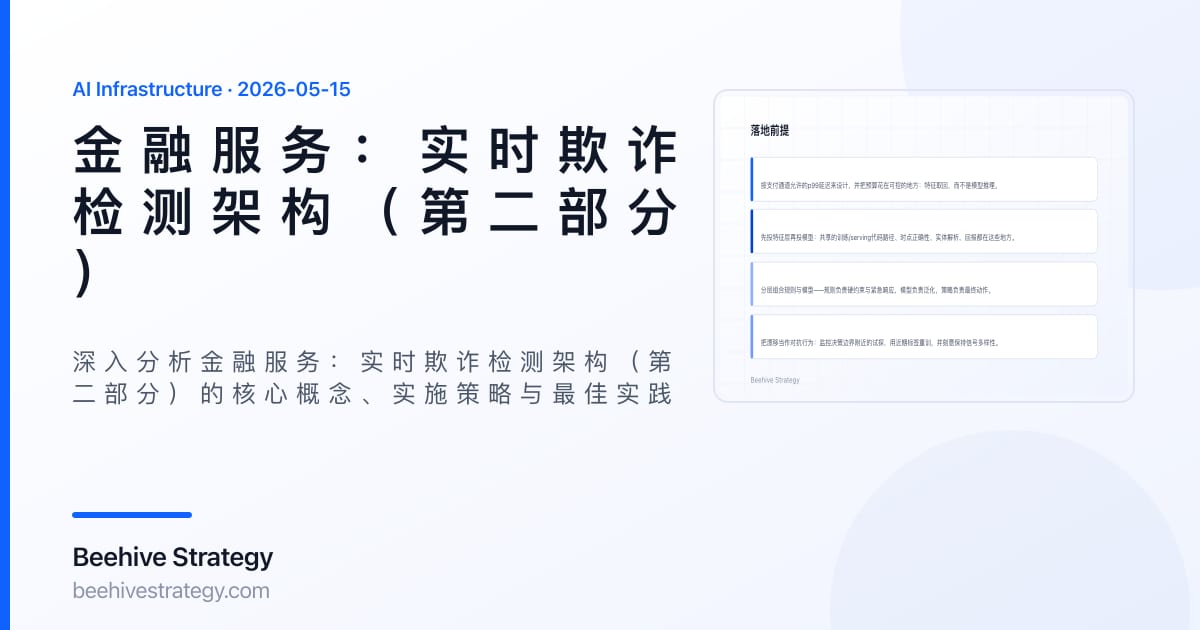 AI Infrastructure · 2026-05-15
金融服务：实时欺诈
检测架构（第二部分
）
深入分析金融服务：实时欺诈检测架构（第
二部分）的核心概念、实施策略与最佳实践
Beehive Strategy
beehivestrategy.com
落地前提
按支付通道允许的p99延迟来设计，并把预算花在可控的地方：特征取回，而不是模型推理。
先投特征层再投模型：共享的训练/serving代码路径、时点正确性、实体解析，回报都在这些地方。
分层组合规则与模型——规则负责硬约束与紧急响应，模型负责泛化，策略负责最终动作。
把漂移当作对抗行为：监控决策边界附近的试探，用近期标签重训，并刻意保持信号多样性。
Beehive Strategy